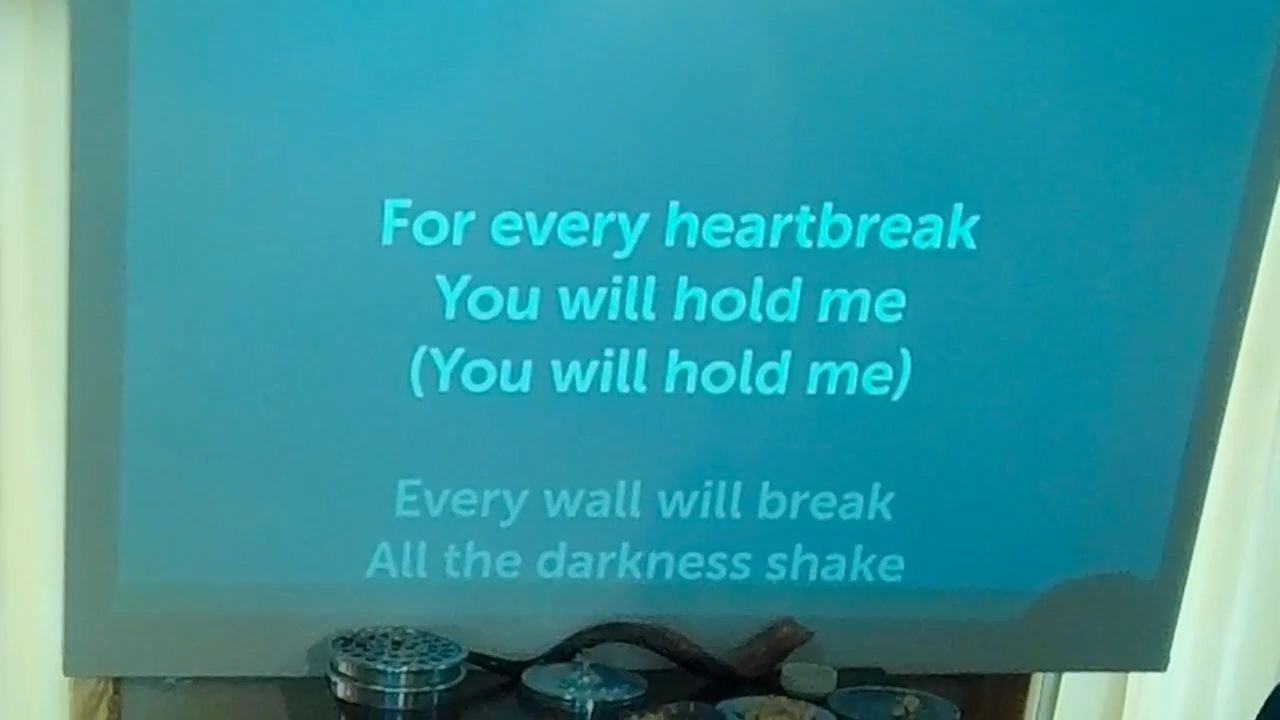 For every heartbreak
You will hold me
(You will hold me)
Every wall will break
All the darkness shake